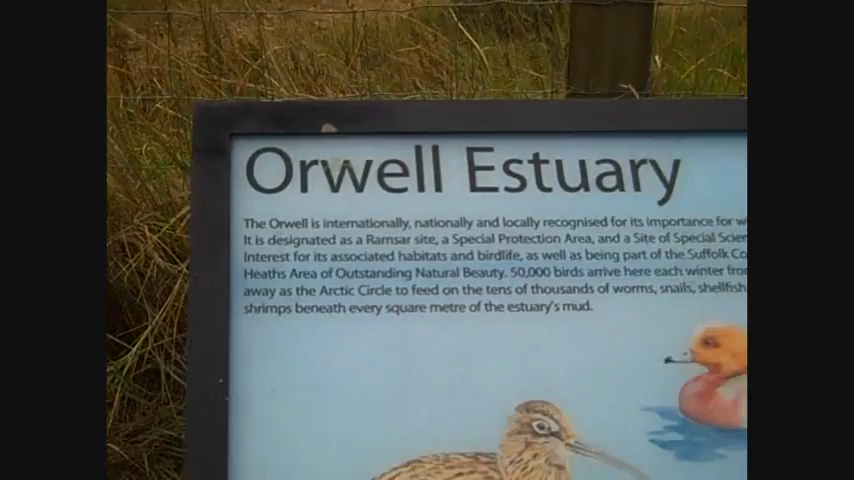 Orwell Estuary
The Orwell is internationally, nationally and locally recognised for its importance for
It is designated as a Ramsar site, a Special Protection Area, and a Site of Special
Interest for its associated habitats and birdlife, as well as being part of the Suffolk
Heaths Area of Outstanding Natural Beauty. 50,000 birds arrive here each winter
away as the Arctic Circle to feed on the tens of thousands of worms, snails, shellfish,
shrimps beneath every square metre of the estuary's mud.